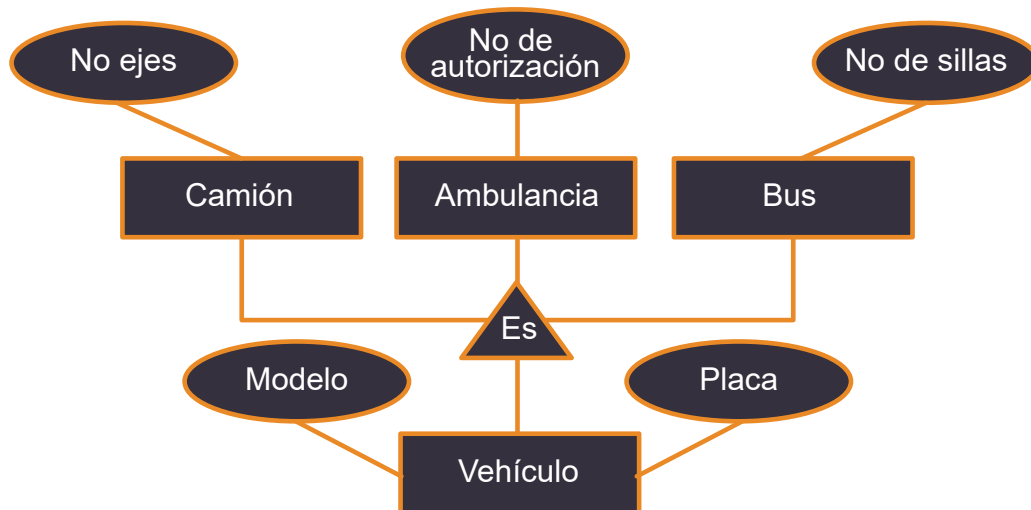 No ejes
No de
autorización
No de sillas
Camión
Ambulancia
Bus
Es
Modelo
Placa
Vehículo